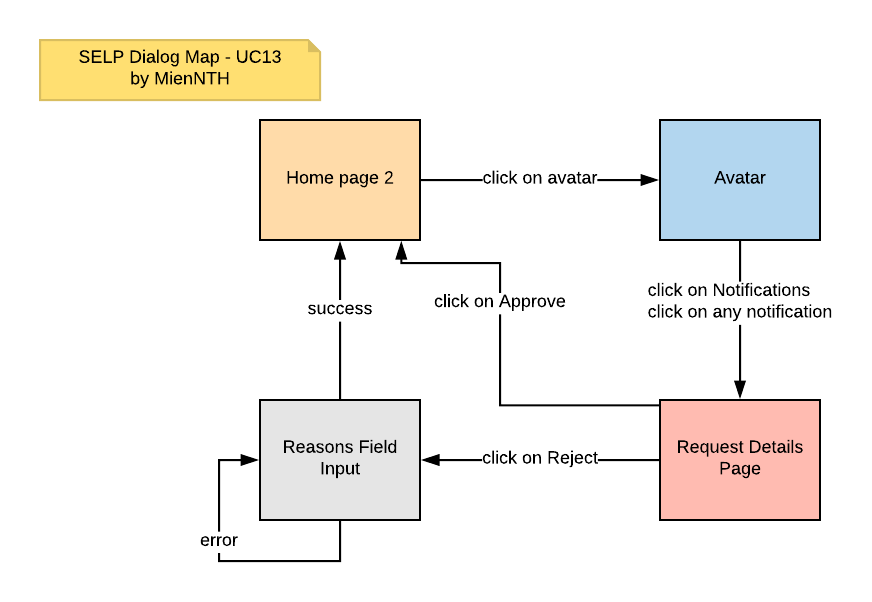 SELP Dialog Map - UC13
by MienNTH
Home page 2
click on avatar
Avatar
click on Notifications
click on any notification
click on Approve
success
Reasons Field
Input
click on Reject
Request Details
Page
error